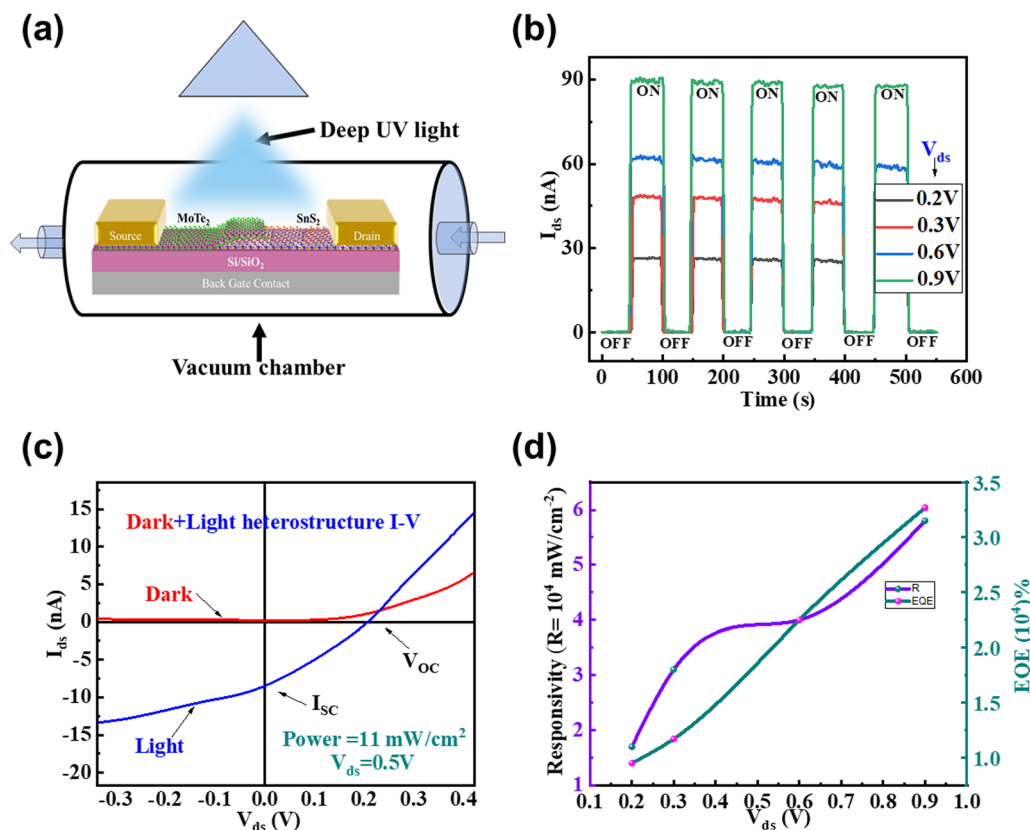 (a)
Deep UV light
MoTe2
SnS2
Source
Drain
Si/SiO2
Back Gate Contact
Vacuum chamber
(b)
Ids (nA)
90
60
30
0
ON
ON
ON
ON
ON
Vds
0.2V
0.3V
0.6V
0.9V
OFF
OFF
OFF
OFF
OFF
OFF
0
100
200
300
400
500
600
Time (s)
(c)
Ids (nA)
15
10
5
0
-5
-10
-15
-20
Dark+Light heterostructure I-V
Dark
VOC
ISC
Light
Power =11 mW/cm2
Vds=0.5V
-0.3
-0.2
-0.1
0.0
0.1
0.2
0.3
0.4
Vds (V)
(d)
Responsivity (R= 10^4 mW/cm-2)
6
5
4
3
2
1
R
EQE
3.5
3.0
2.5
2.0
1.5
1.0
EQE (10^4)%
0.1
0.2
0.3
0.4
0.5
0.6
0.7
0.8
0.9
1.0
Vds (V)